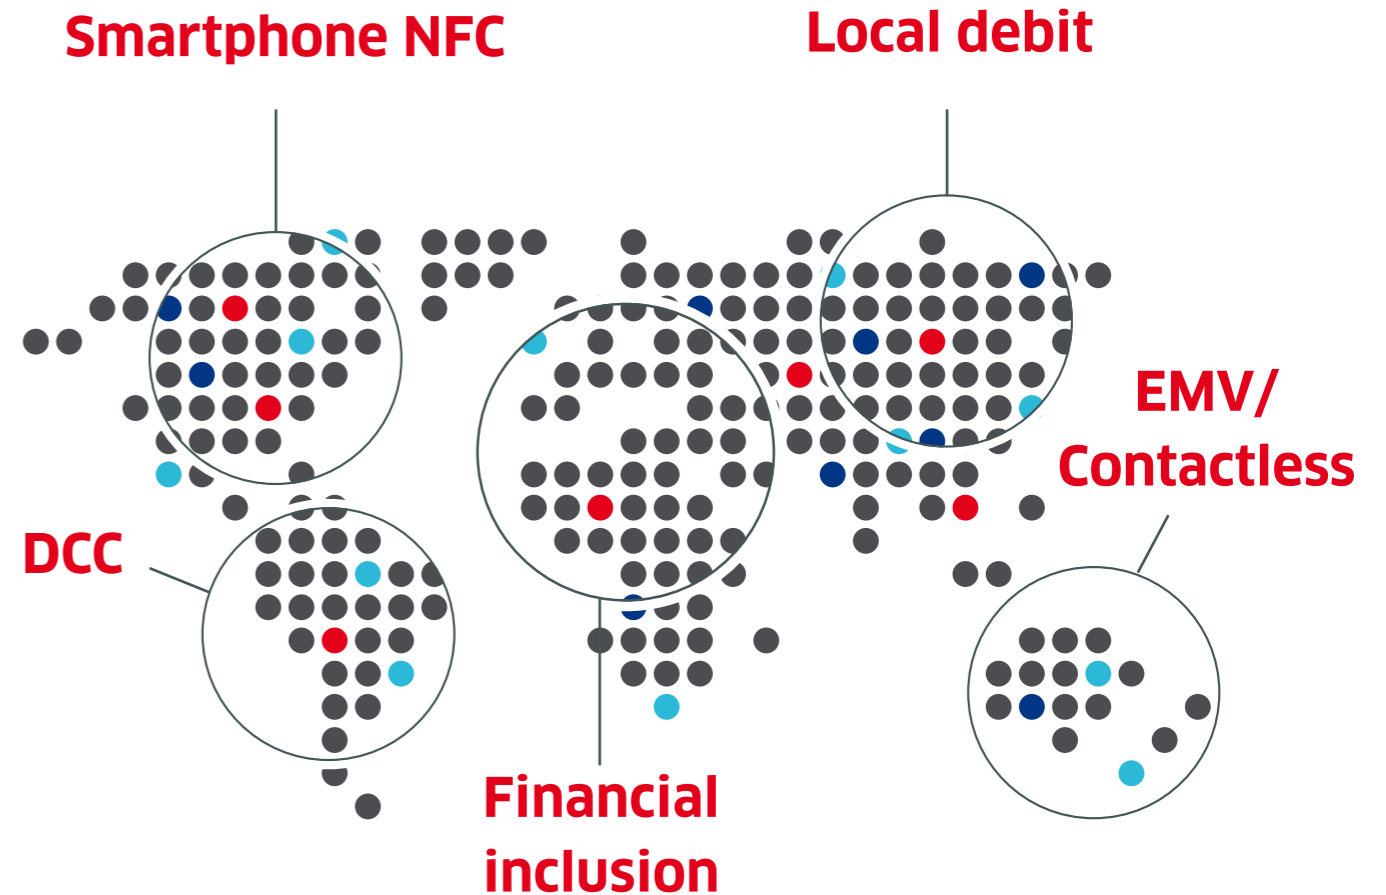 Smartphone NFC
Local debit
EMV/
Contactless
DCC
Financial
inclusion